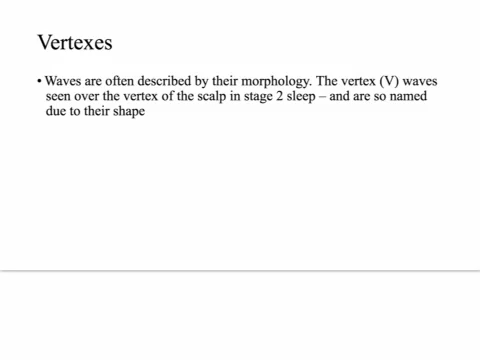 Vertexes
• Waves are often described by their morphology. The vertex (V) waves
seen over the vertex of the scalp in stage 2 sleep – and are so named
due to their shape